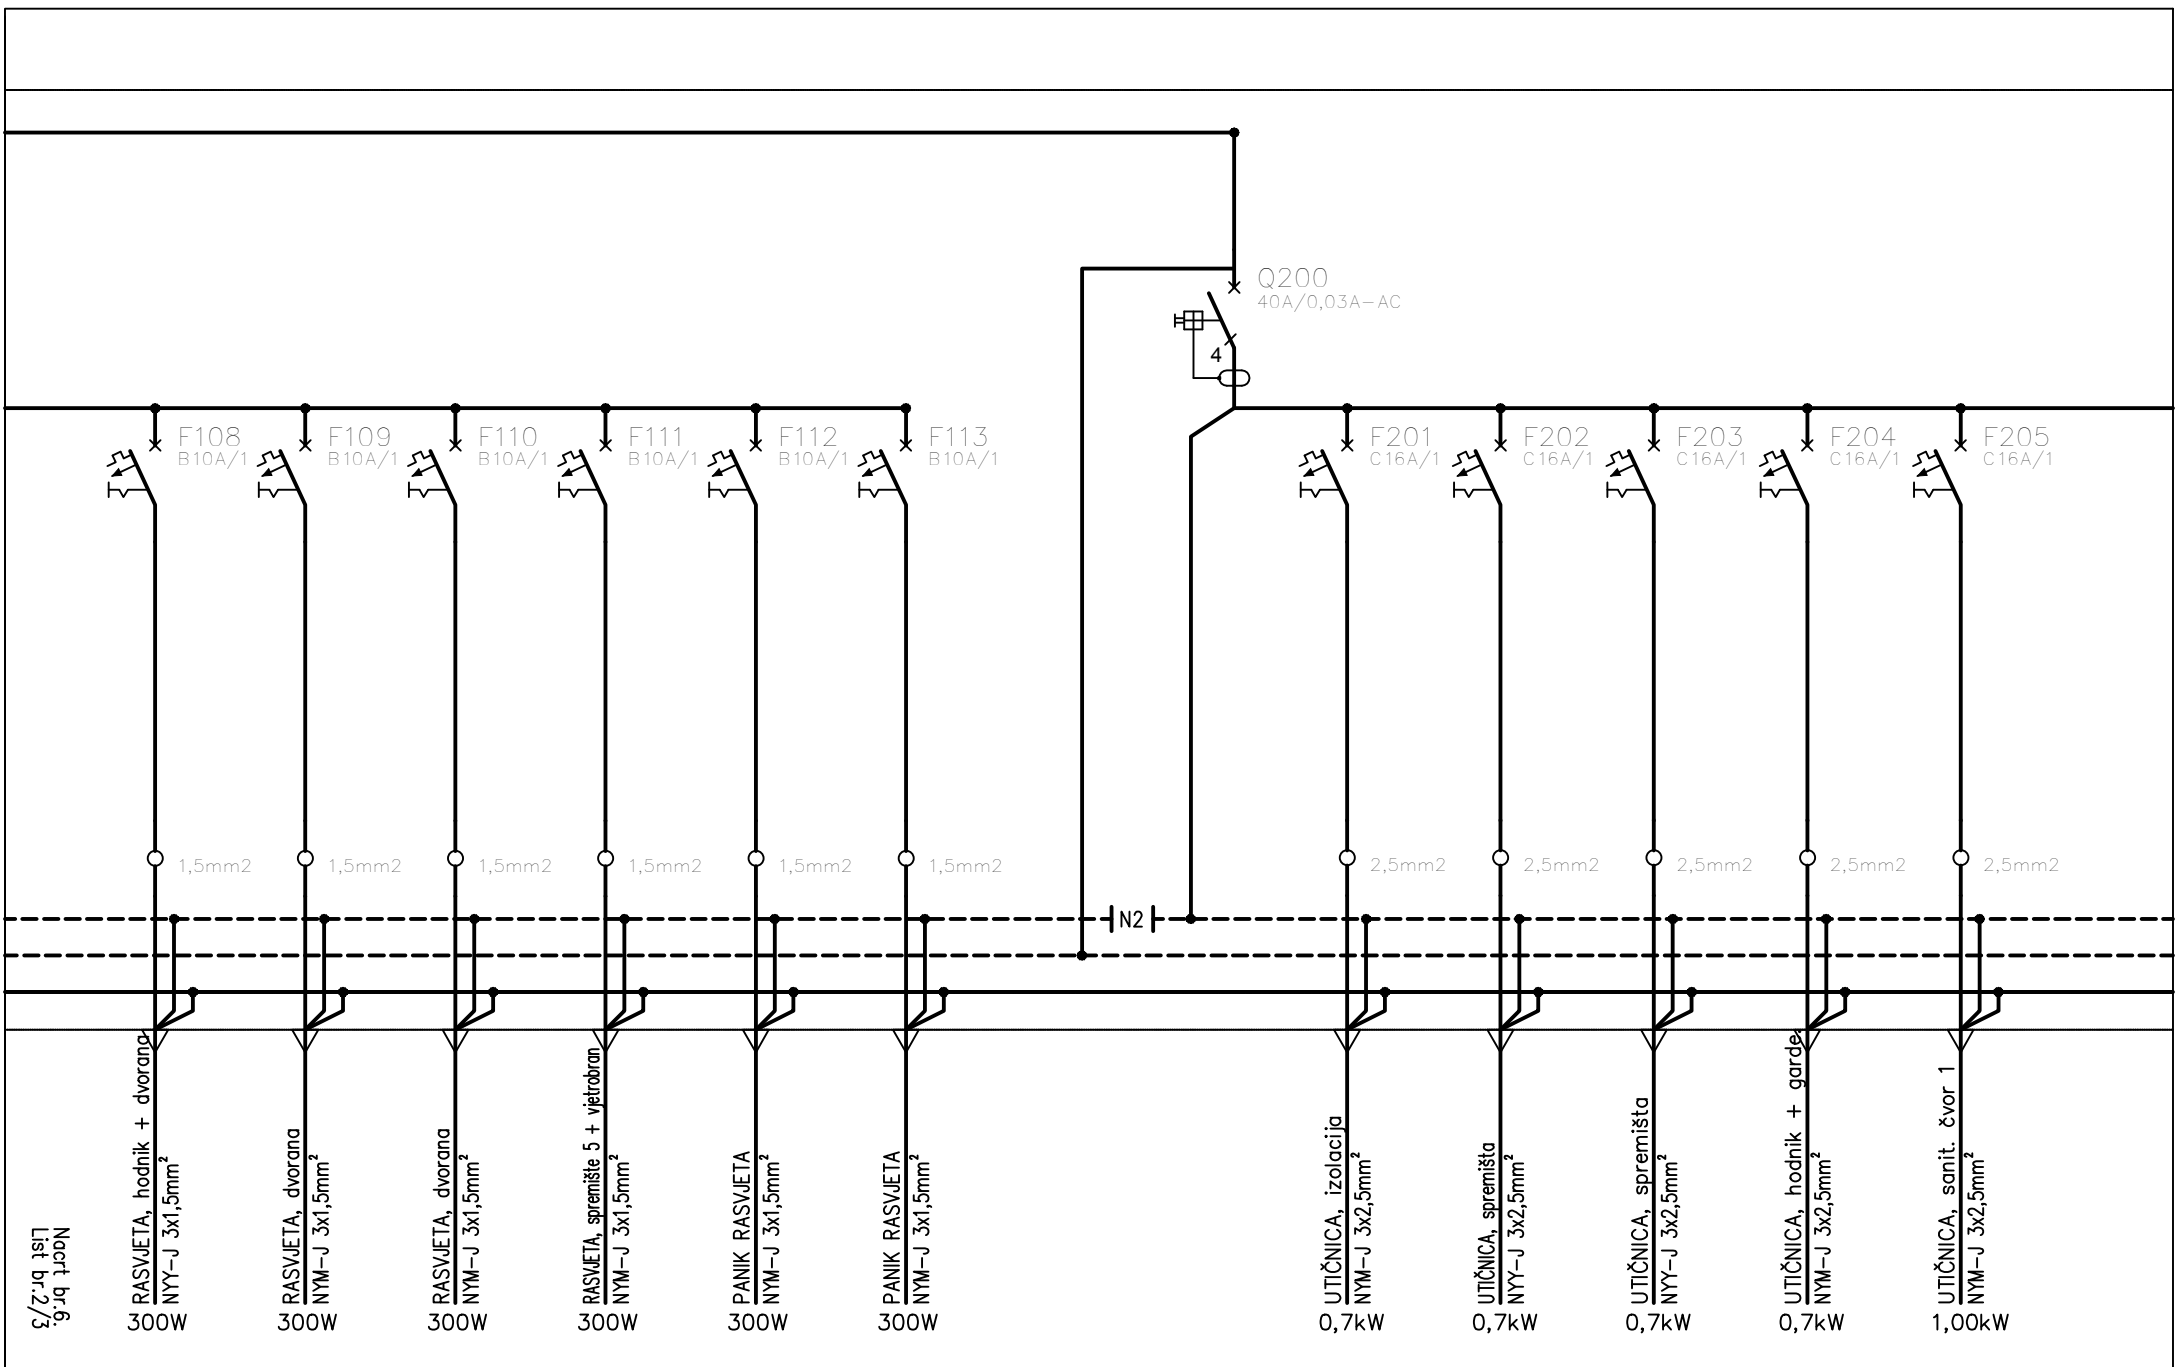 Q200
40A/0,03A-AC
4
F108
B10A/1
F109
B10A/1
F110
B10A/1
F111
B10A/1
F112
B10A/1
F113
B10A/1
F201
C16A/1
F202
C16A/1
F203
C16A/1
F204
C16A/1
F205
C16A/1
1,5mm2
1,5mm2
1,5mm2
1,5mm2
1,5mm2
1,5mm2
2,5mm2
2,5mm2
2,5mm2
2,5mm2
2,5mm2
N2
Nacrt br.6.
List br.2/3
RASVJETA, hodnik + dvorana
NYY-J 3x1,5mm²
300W
RASVJETA, dvorana
NYM-J 3x1,5mm²
300W
RASVJETA, dvorana
NYM-J 3x1,5mm²
300W
RASVJETA, spremište 5 + vjetrobran
NYM-J 3x1,5mm²
300W
PANIK RASVJETA
NYM-J 3x1,5mm²
300W
PANIK RASVJETA
NYM-J 3x1,5mm²
300W
UTIČNICA, izolacija
NYM-J 3x2,5mm²
0,7kW
UTIČNICA, spremišta
NYY-J 3x2,5mm²
0,7kW
UTIČNICA, spremišta
NYY-J 3x2,5mm²
0,7kW
UTIČNICA, hodnik + garde.
NYM-J 3x2,5mm²
0,7kW
UTIČNICA, sanit. čvor 1
NYM-J 3x2,5mm²
1,00kW